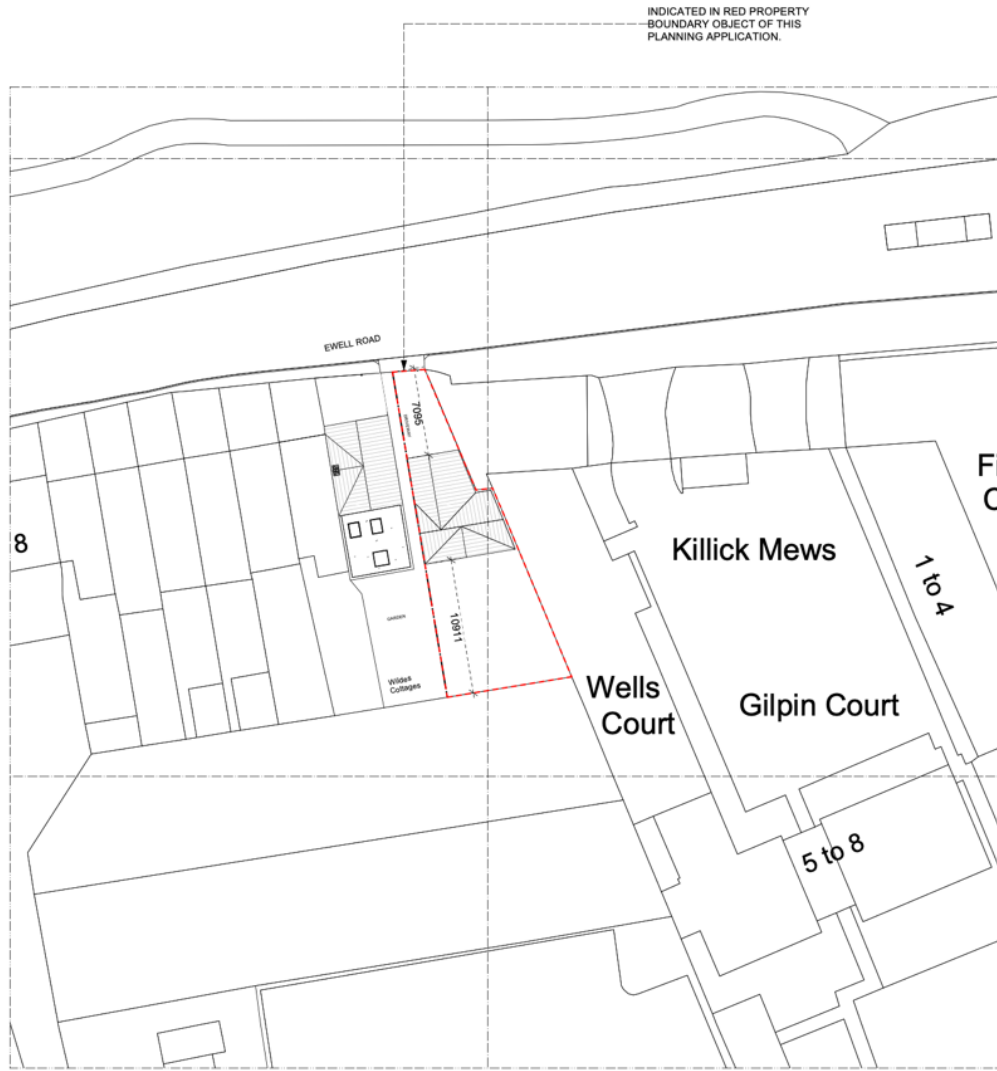 INDICATED IN RED PROPERTY
BOUNDARY OBJECT OF THIS
PLANNING APPLICATION.
EWELL ROAD
7095
10911
GARDEN
Wildes
Cottages
8
Killick Mews
1 to 4
Fi
C
Wells
Court
Gilpin Court
5 to 8